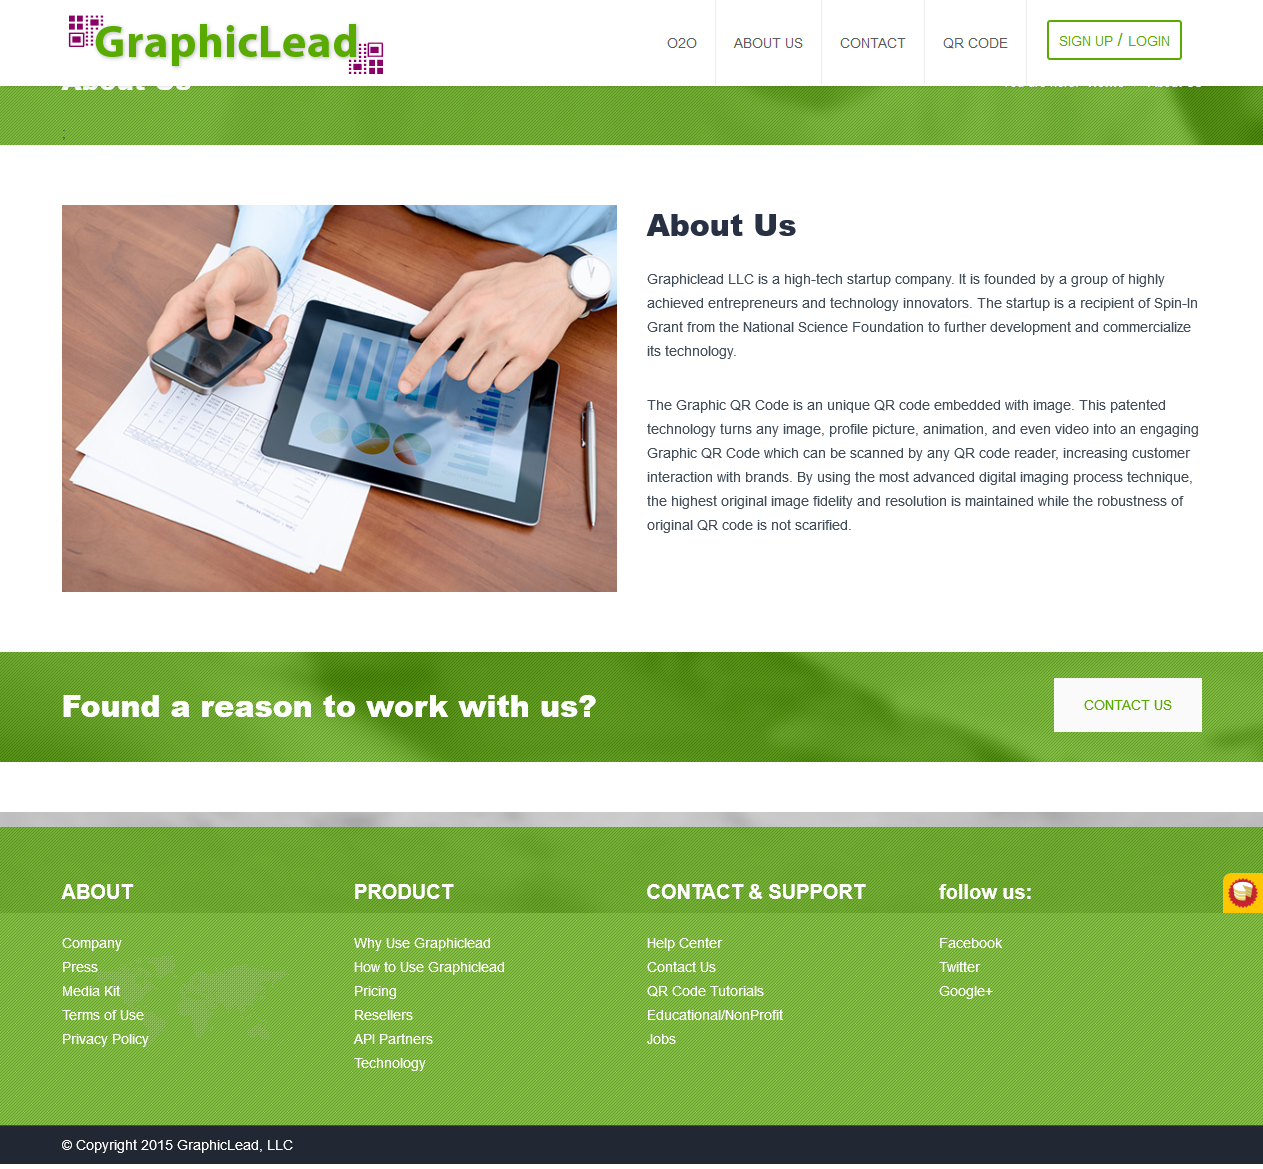 GraphicLead
O2O
ABOUT US
CONTACT
QR CODE
SIGN UP / LOGIN
About Us
;
About Us
Graphiclead LLC is a high-tech startup company. It is founded by a group of highly
achieved entrepreneurs and technology innovators. The startup is a recipient of Spin-In
Grant from the National Science Foundation to further development and commercialize
its technology.
The Graphic QR Code is an unique QR code embedded with image. This patented
technology turns any image, profile picture, animation, and even video into an engaging
Graphic QR Code which can be scanned by any QR code reader, increasing customer
interaction with brands. By using the most advanced digital imaging process technique,
the highest original image fidelity and resolution is maintained while the robustness of
original QR code is not scarified.
Found a reason to work with us?
CONTACT US
ABOUT
Company
Press
Media Kit
Terms of Use
Privacy Policy
PRODUCT
Why Use Graphiclead
How to Use Graphiclead
Pricing
Resellers
API Partners
Technology
CONTACT & SUPPORT
Help Center
Contact Us
QR Code Tutorials
Educational/NonProfit
Jobs
follow us:
Facebook
Twitter
Google+
© Copyright 2015 GraphicLead, LLC